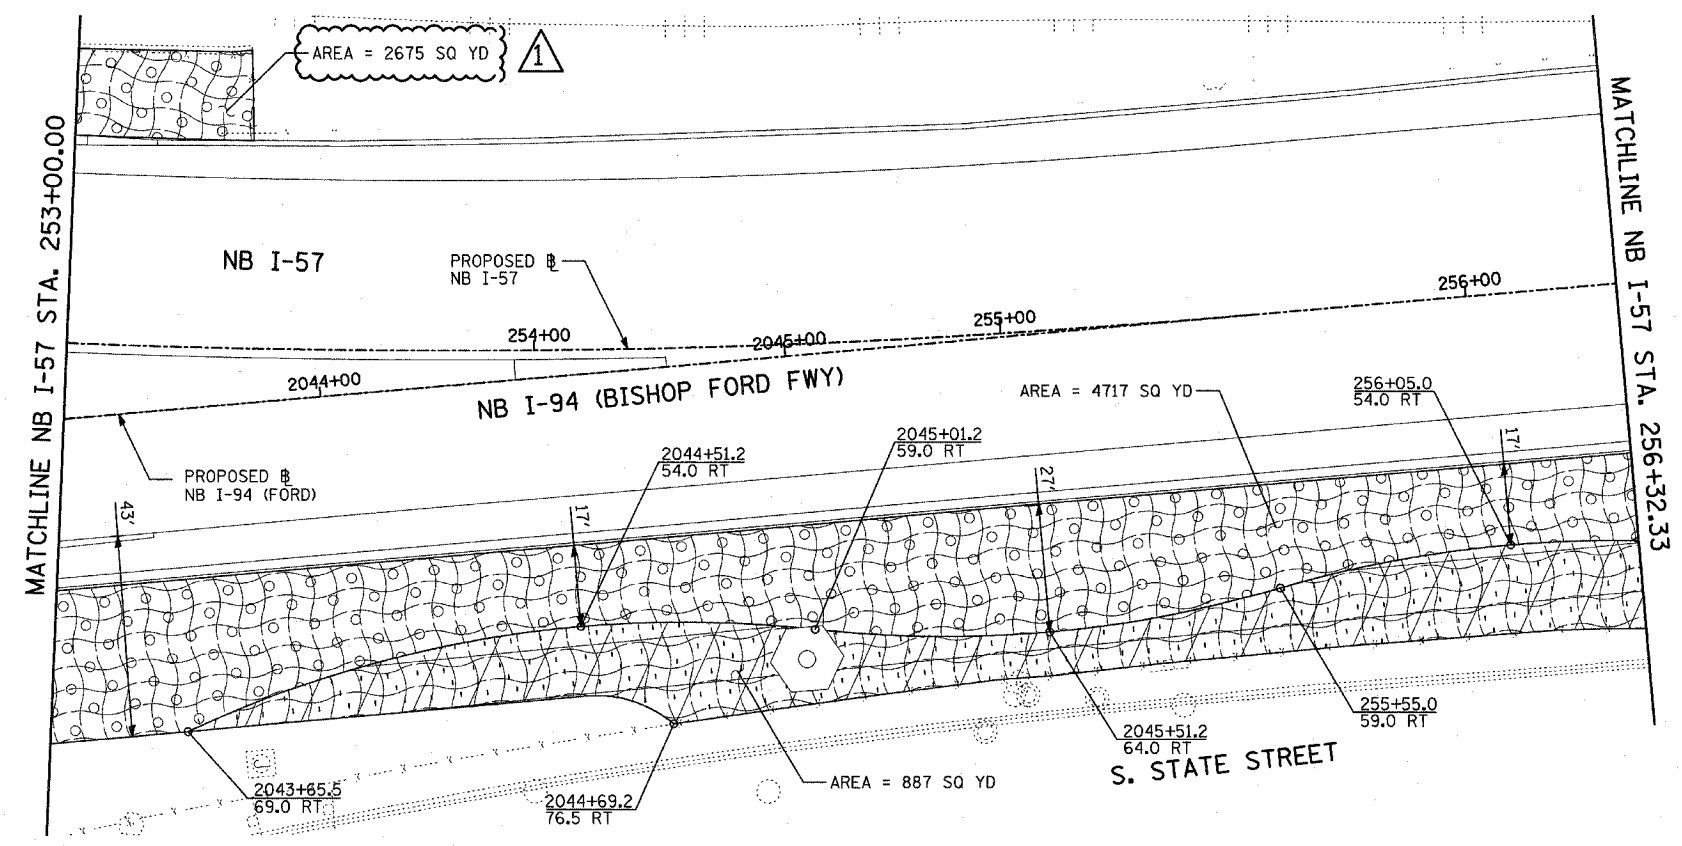 AREA = 2675 SQ YD
1
MATCHLINE NB I-57 STA. 253+00.00
MATCHLINE NB I-57 STA. 256+32.33
NB I-57
PROPOSED ℄
NB I-57
254+00
2045+00
255+00
256+00
2044+00
NB I-94 (BISHOP FORD FWY)
AREA = 4717 SQ YD
256+05.0
54.0 RT
2045+01.2
59.0 RT
2044+51.2
54.0 RT
PROPOSED ℄
NB I-94 (FORD)
43'
17'
27'
17'
255+55.0
59.0 RT
2045+51.2
64.0 RT
S. STATE STREET
AREA = 887 SQ YD
2043+65.5
69.0 RT
2044+69.2
76.5 RT